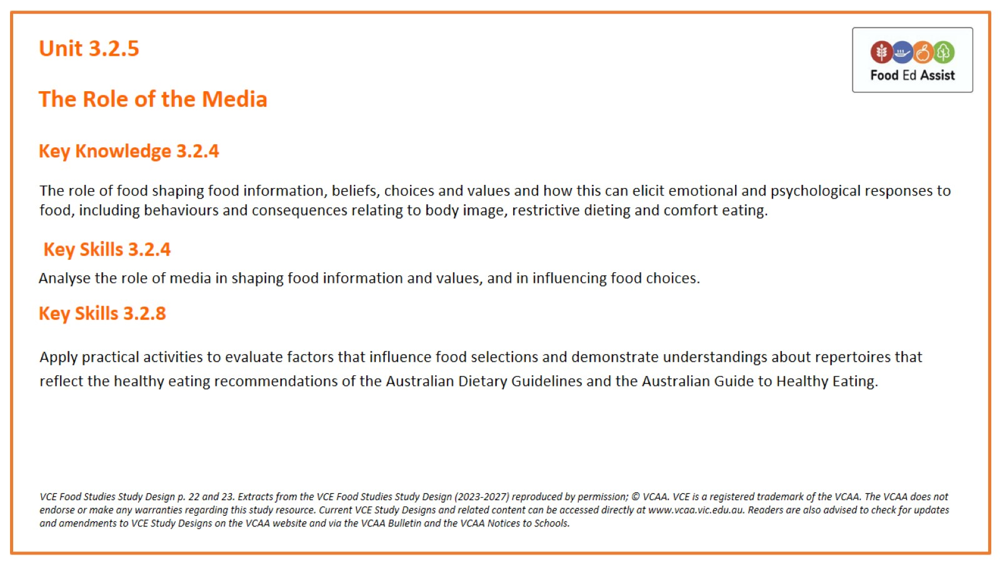 Unit 3.2.5
Food Ed Assist
The Role of the Media
Key Knowledge 3.2.4
The role of food shaping food information, beliefs, choices and values and how this can elicit emotional and psychological responses to
food, including behaviours and consequences relating to body image, restrictive dieting and comfort eating.
Key Skills 3.2.4
Analyse the role of media in shaping food information and values, and in influencing food choices.
Key Skills 3.2.8
Apply practical activities to evaluate factors that influence food selections and demonstrate understandings about repertoires that
reflect the healthy eating recommendations of the Australian Dietary Guidelines and the Australian Guide to Healthy Eating.
VCE Food Studies Study Design p. 22 and 23. Extracts from the VCE Food Studies Study Design (2023-2027) reproduced by permission; © VCAA. VCE is a registered trademark of the VCAA. The VCAA does not
endorse or make any warranties regarding this study resource. Current VCE Study Designs and related content can be accessed directly at www.vcaa.vic.edu.au. Readers are also advised to check for updates
and amendments to VCE Study Designs on the VCAA website and via the VCAA Bulletin and the VCAA Notices to Schools.